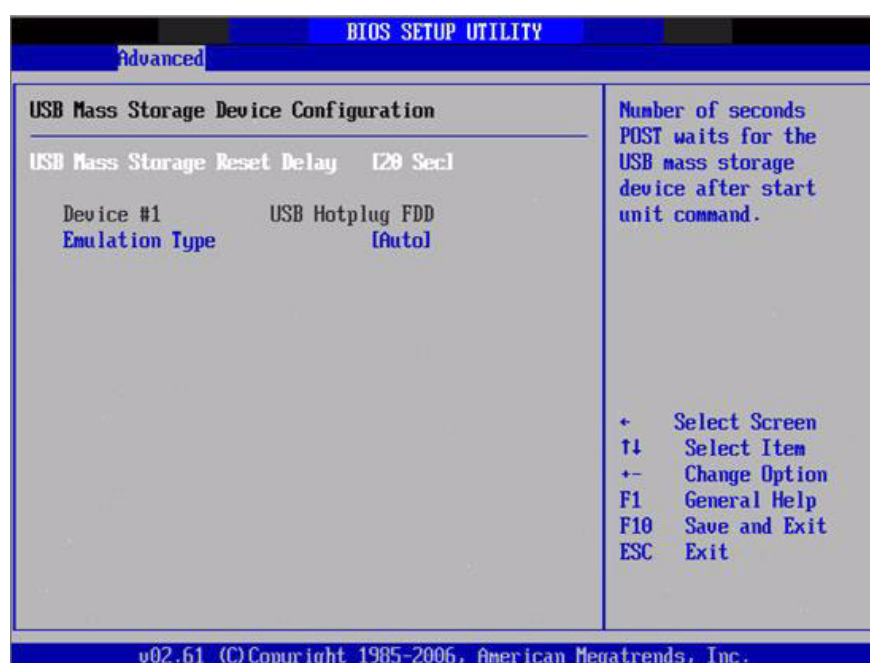 BIOS SETUP UTILITY
Advanced
USB Mass Storage Device Configuration
USB Mass Storage Reset Delay [20 Sec]
Device #1 USB Hotplug FDD
Emulation Type [Auto]
Number of seconds
POST waits for the
USB mass storage
device after start
unit command.
← Select Screen
↑↓ Select Item
+- Change Option
F1 General Help
F10 Save and Exit
ESC Exit
v02.61 (C)Copyright 1985-2006, American Megatrends, Inc.